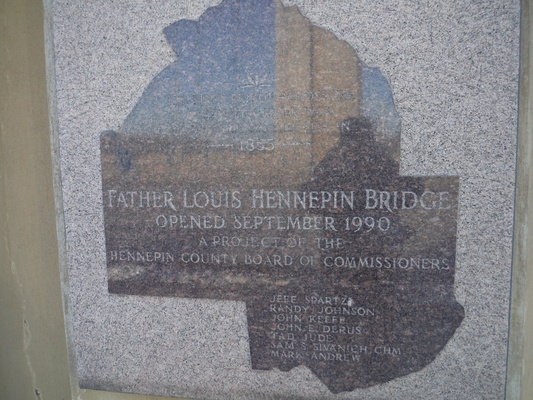 1855
FATHER LOUIS HENNEPIN BRIDGE
OPENED SEPTEMBER 1990
A PROJECT OF THE
HENNEPIN COUNTY BOARD OF COMMISSIONERS
JEFF SPARTZ
RANDY JOHNSON
JOHN KEEFE
JOHN E. DERUS
TAD JUDE
SAM S. SIVANICH, CHM
MARK ANDREW